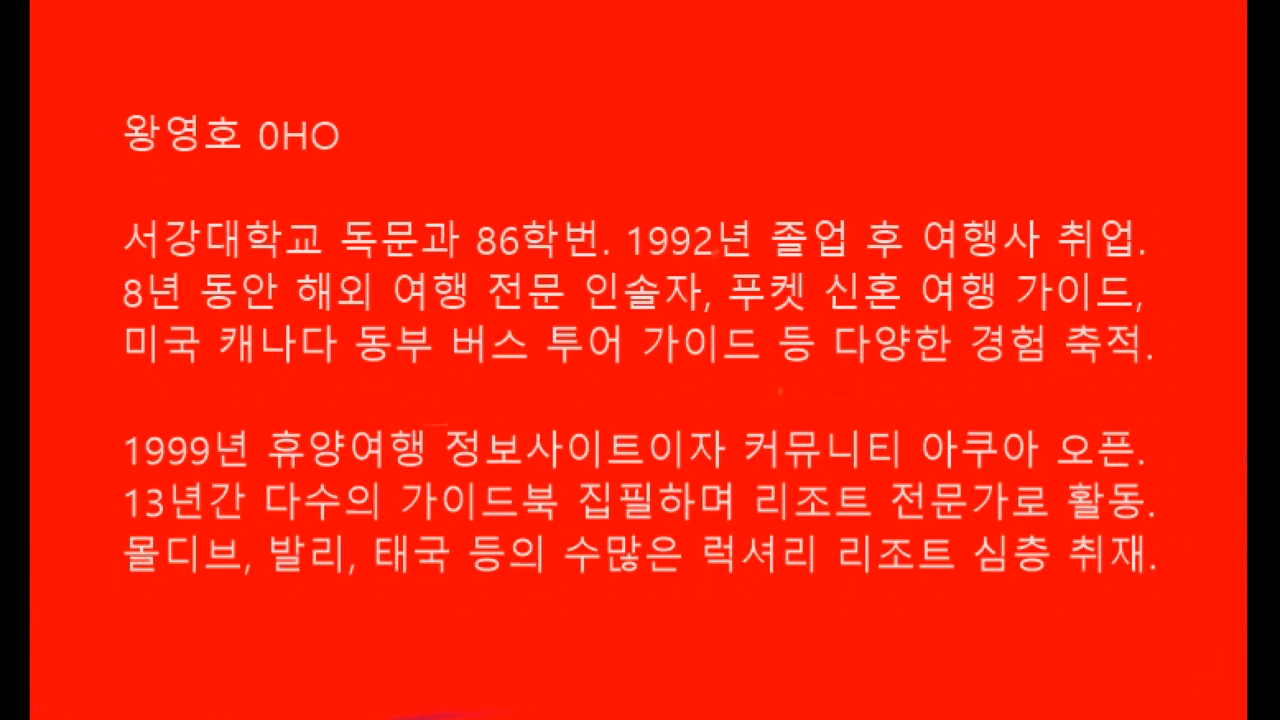 왕영호 0HO
서강대학교 독문과 86학번. 1992년 졸업 후 여행사 취업.
8년 동안 해외 여행 전문 인솔자, 푸켓 신혼 여행 가이드,
미국 캐나다 동부 버스 투어 가이드 등 다양한 경험 축적.
1999년 휴양여행 정보사이트이자 커뮤니티 아쿠아 오픈.
13년간 다수의 가이드북 집필하며 리조트 전문가로 활동.
몰디브, 발리, 태국 등의 수많은 럭셔리 리조트 심층 취재.